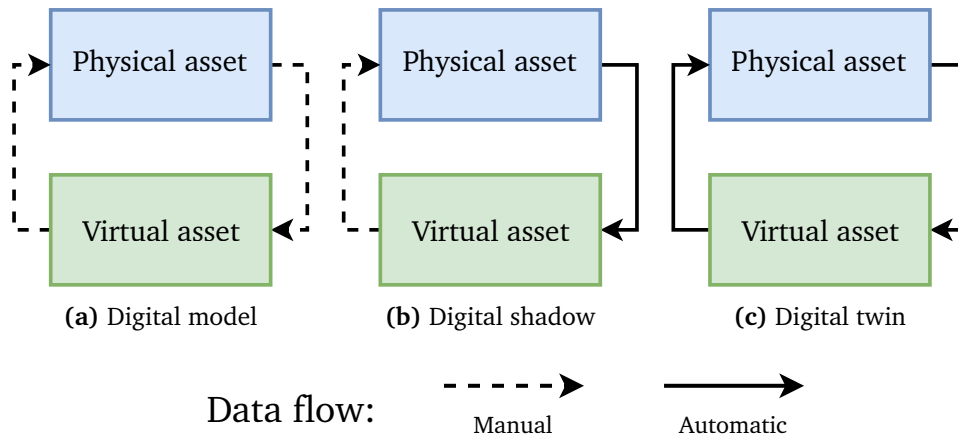 Physical asset
Physical asset
Physical asset
Virtual asset
Virtual asset
Virtual asset
(a) Digital model
(b) Digital shadow
(c) Digital twin
Data flow:
Manual
Automatic